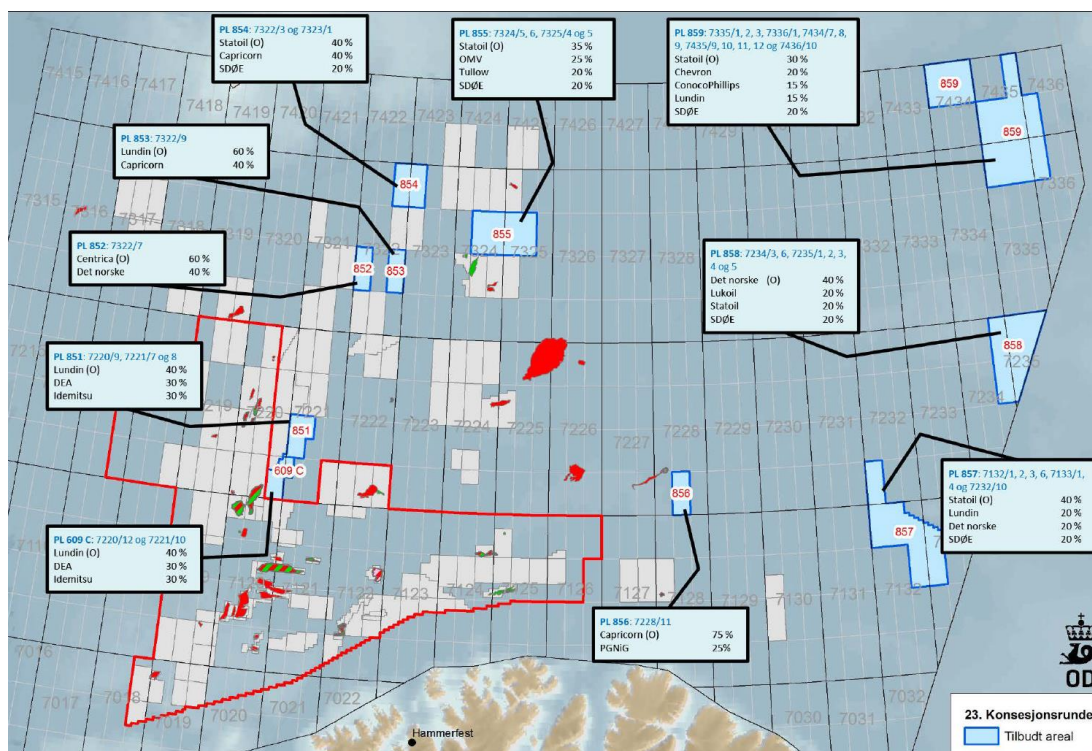 PL 854: 7322/3 og 7323/1
Statoil (O) 40 %
Capricorn 40 %
SDØE 20 %
PL 855: 7324/5, 6, 7325/4 og 5
Statoil (O) 35 %
OMV 25 %
Tullow 20 %
SDØE 20 %
PL 859: 7335/1, 2, 3, 7336/1, 7434/7, 8,
9, 7435/9, 10, 11, 12 og 7436/10
Statoil (O) 30 %
Chevron 20 %
ConocoPhillips 15 %
Lundin 15 %
SDØE 20 %
PL 853: 7322/9
Lundin (O) 60 %
Capricorn 40 %
PL 852: 7322/7
Centrica (O) 60 %
Det norske 40 %
PL 858: 7234/3, 6, 7235/1, 2, 3,
4 og 5
Det norske (O) 40 %
Lukoil 20 %
Statoil 20 %
SDØE 20 %
PL 851: 7220/9, 7221/7 og 8
Lundin (O) 40 %
DEA 30 %
Idemitsu 30 %
PL 857: 7132/1, 2, 3, 6, 7133/1,
4 og 7232/10
Statoil (O) 40 %
Lundin 20 %
Det norske 20 %
SDØE 20 %
PL 609 C: 7220/12 og 7221/10
Lundin (O) 40 %
DEA 30 %
Idemitsu 30 %
PL 856: 7228/11
Capricorn (O) 75 %
PGNiG 25%
7415 7416 7417 7418 7419 7420 7421 7422 7423 7424 7425 7426 7427 7428 7429 7433 7434 7435 7436
859
859
854
855
852
853
858
851
609 C
856
857
7315 7316 7317 7318 7320 7321 7323 7324 7325 7326 7327 7328 7329 7330 7331 7332 7333 7334 7335 7336
7220 7221 7222 7223 7224 7225 7226 7227 7228 7229 7230 7231 7232 7233 7234 7235
7121 7123 7124 7125 7126 7127 7128 7129 7130 7131 7132
7016 7017 7018 7019 7020 7021 7022 7030 7031 7032
Hammerfest
OD
23. Konsesjonsrunde
Tilbudt areal